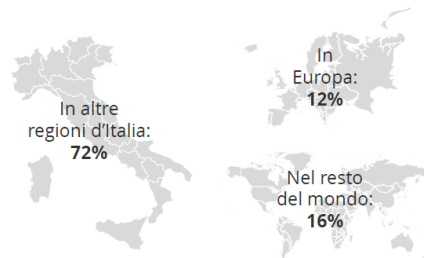 In altre
regioni d'Italia:
72%
In
Europa:
12%
Nel resto
del mondo:
16%